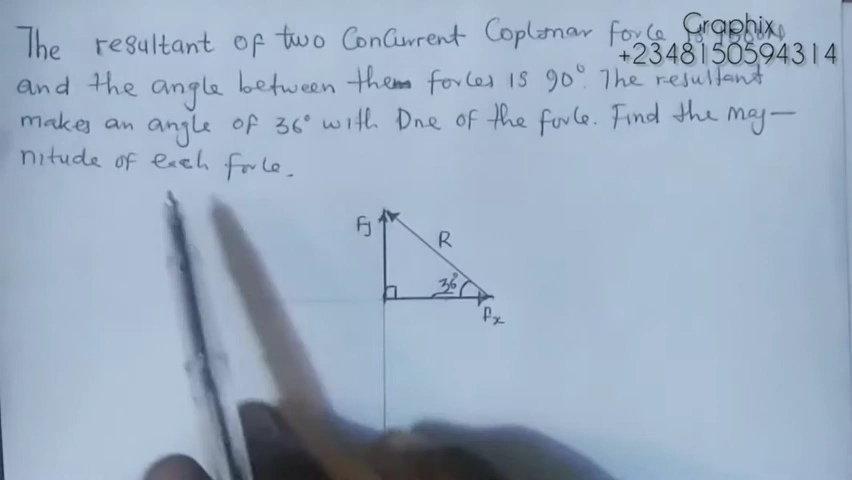 The resultant of two Concurrent Coplanar force
Graphix
+2348150594314
and the angle between them forces is 90°. The resultant
makes an angle of 36° with One of the force. Find the mag-
nitude of each force.
Fy
R
36°
Fx